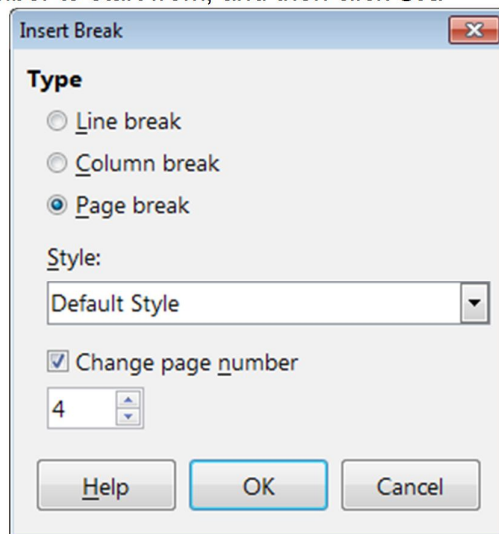 Insert Break
Type
Line break
Column break
Page break
Style:
Default Style
Change page number
4
Help OK Cancel